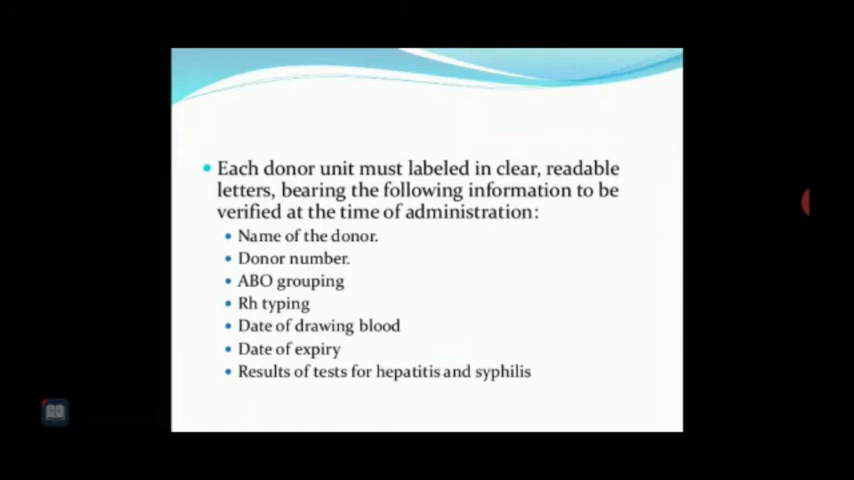 Each donor unit must labeled in clear, readable
letters, bearing the following information to be
verified at the time of administration:
Name of the donor.
Donor number.
ABO grouping
Rh typing
Date of drawing blood
Date of expiry
Results of tests for hepatitis and syphilis